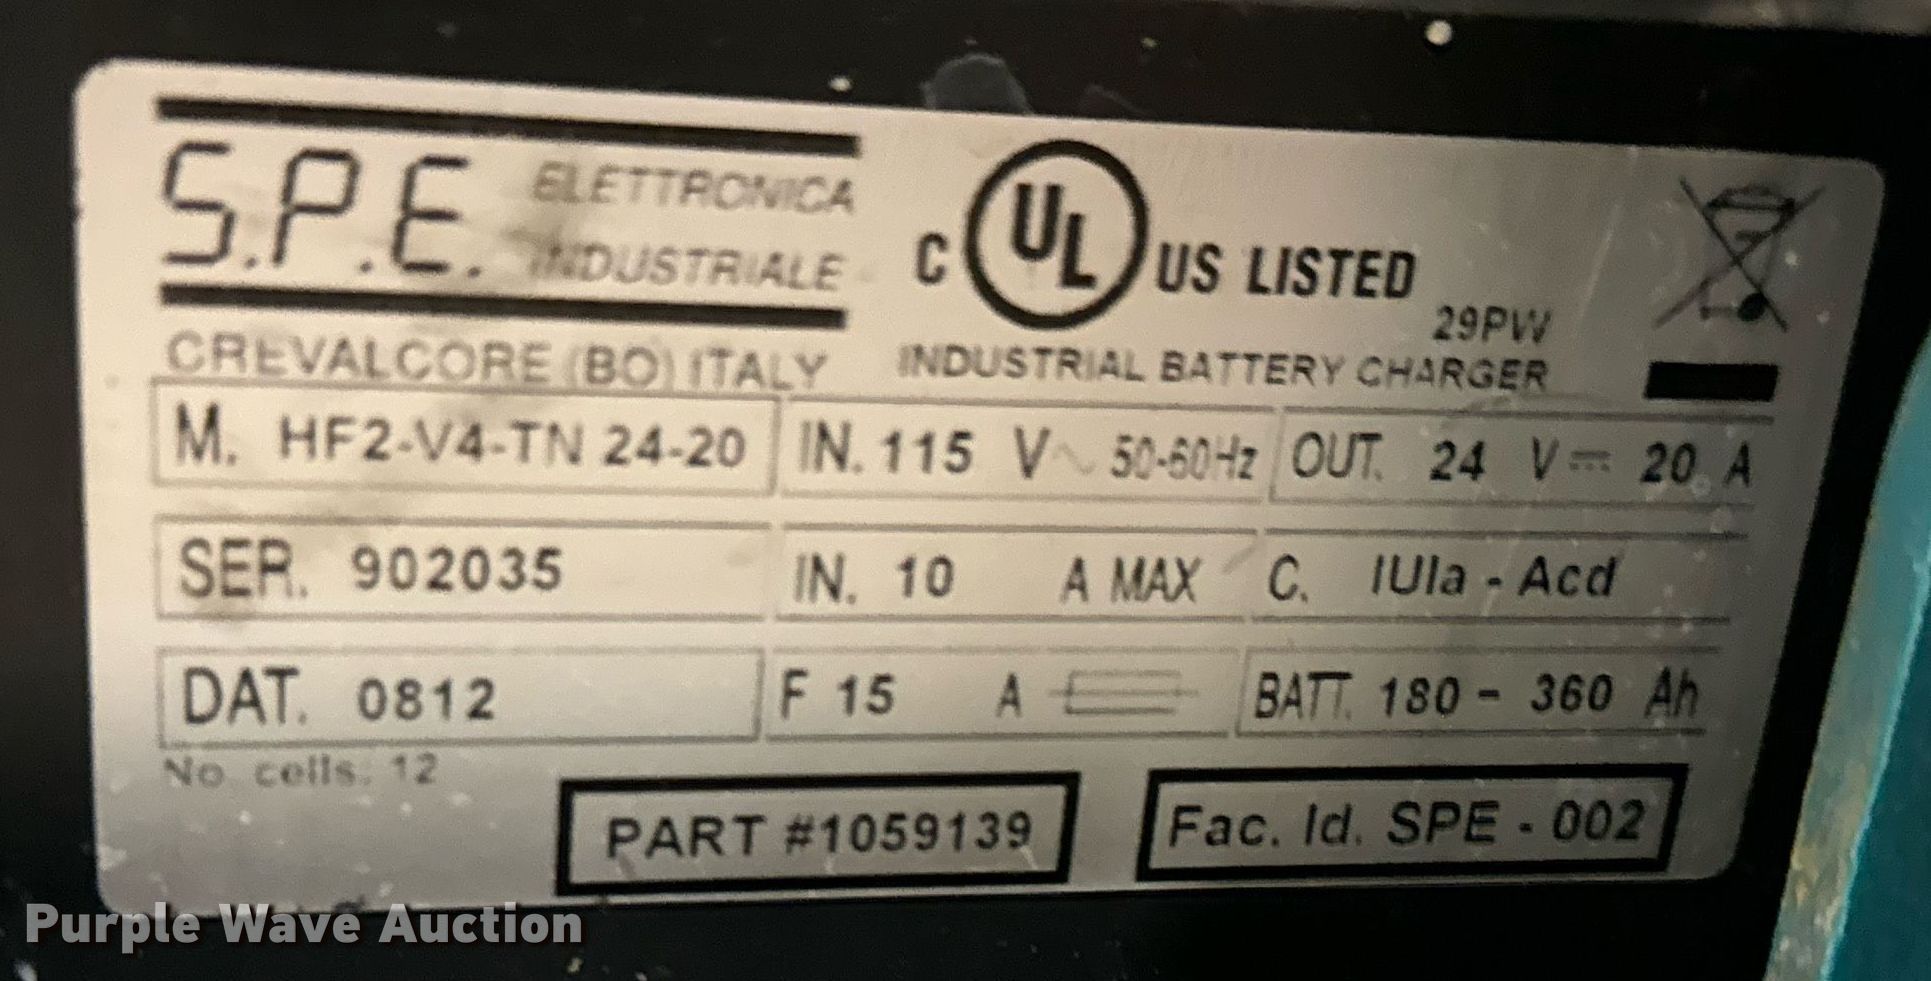 S.P.E. ELETTRONICA
INDUSTRIALE
CREVALCORE (BO) ITALY
C UL US LISTED
29PW
INDUSTRIAL BATTERY CHARGER
M. HF2-V4-TN 24-20
IN. 115 V~ 50-60Hz
OUT. 24 V⎓ 20 A
SER. 902035
IN. 10 A MAX
C. IUIa - Acd
DAT. 0812
F 15 A
BATT. 180 - 360 Ah
No cells: 12
PART #1059139
Fac. Id. SPE - 002
Purple Wave Auction